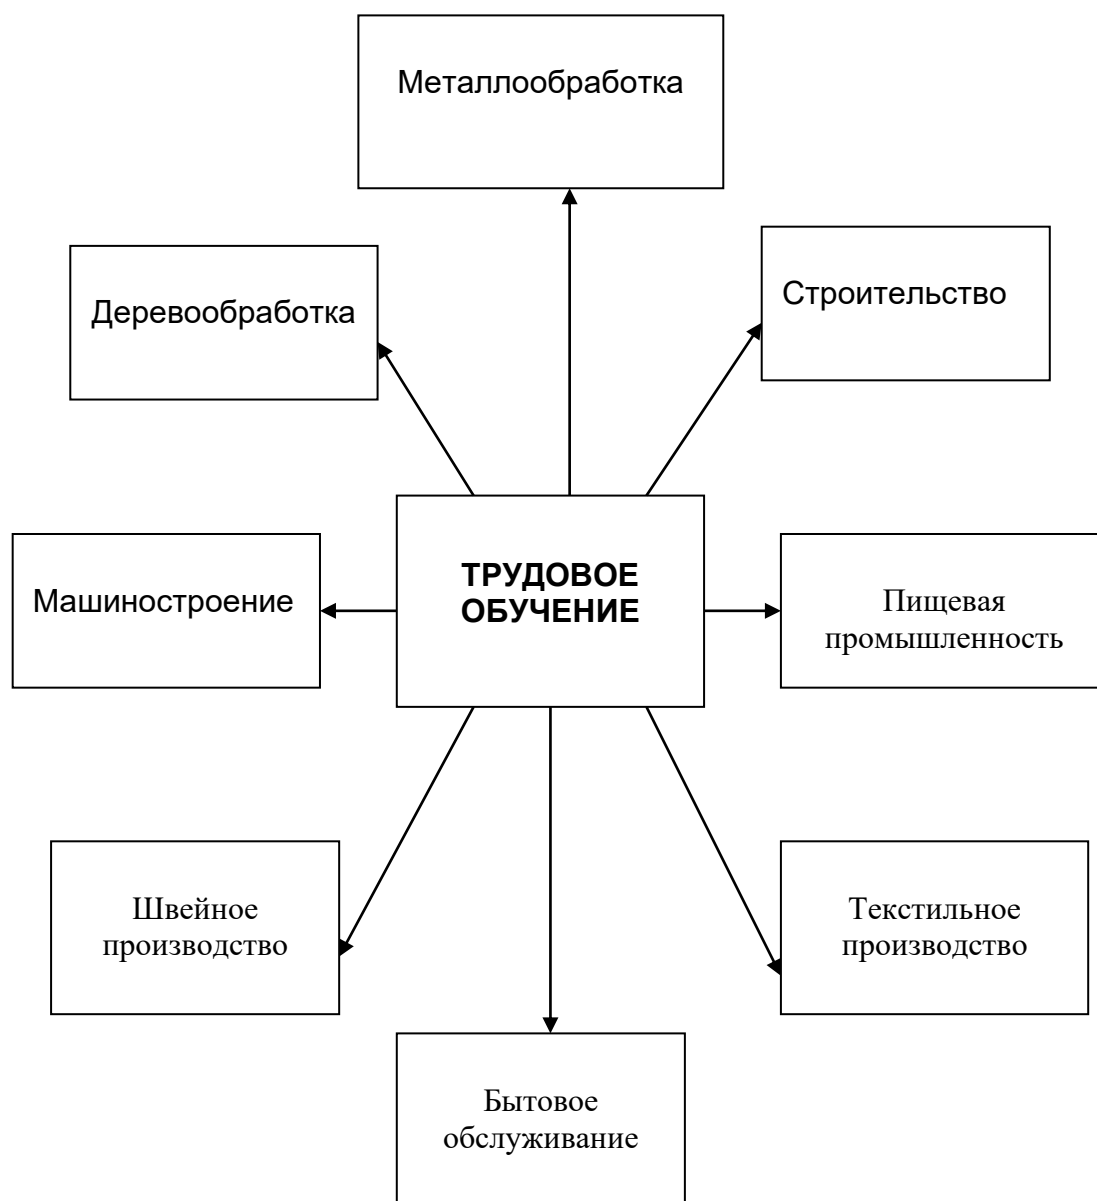 Металлообработка
Строительство
Деревообработка
ТРУДОВОЕ
ОБУЧЕНИЕ
Машиностроение
Пищевая
промышленность
Швейное
производство
Текстильное
производство
Бытовое
обслуживание